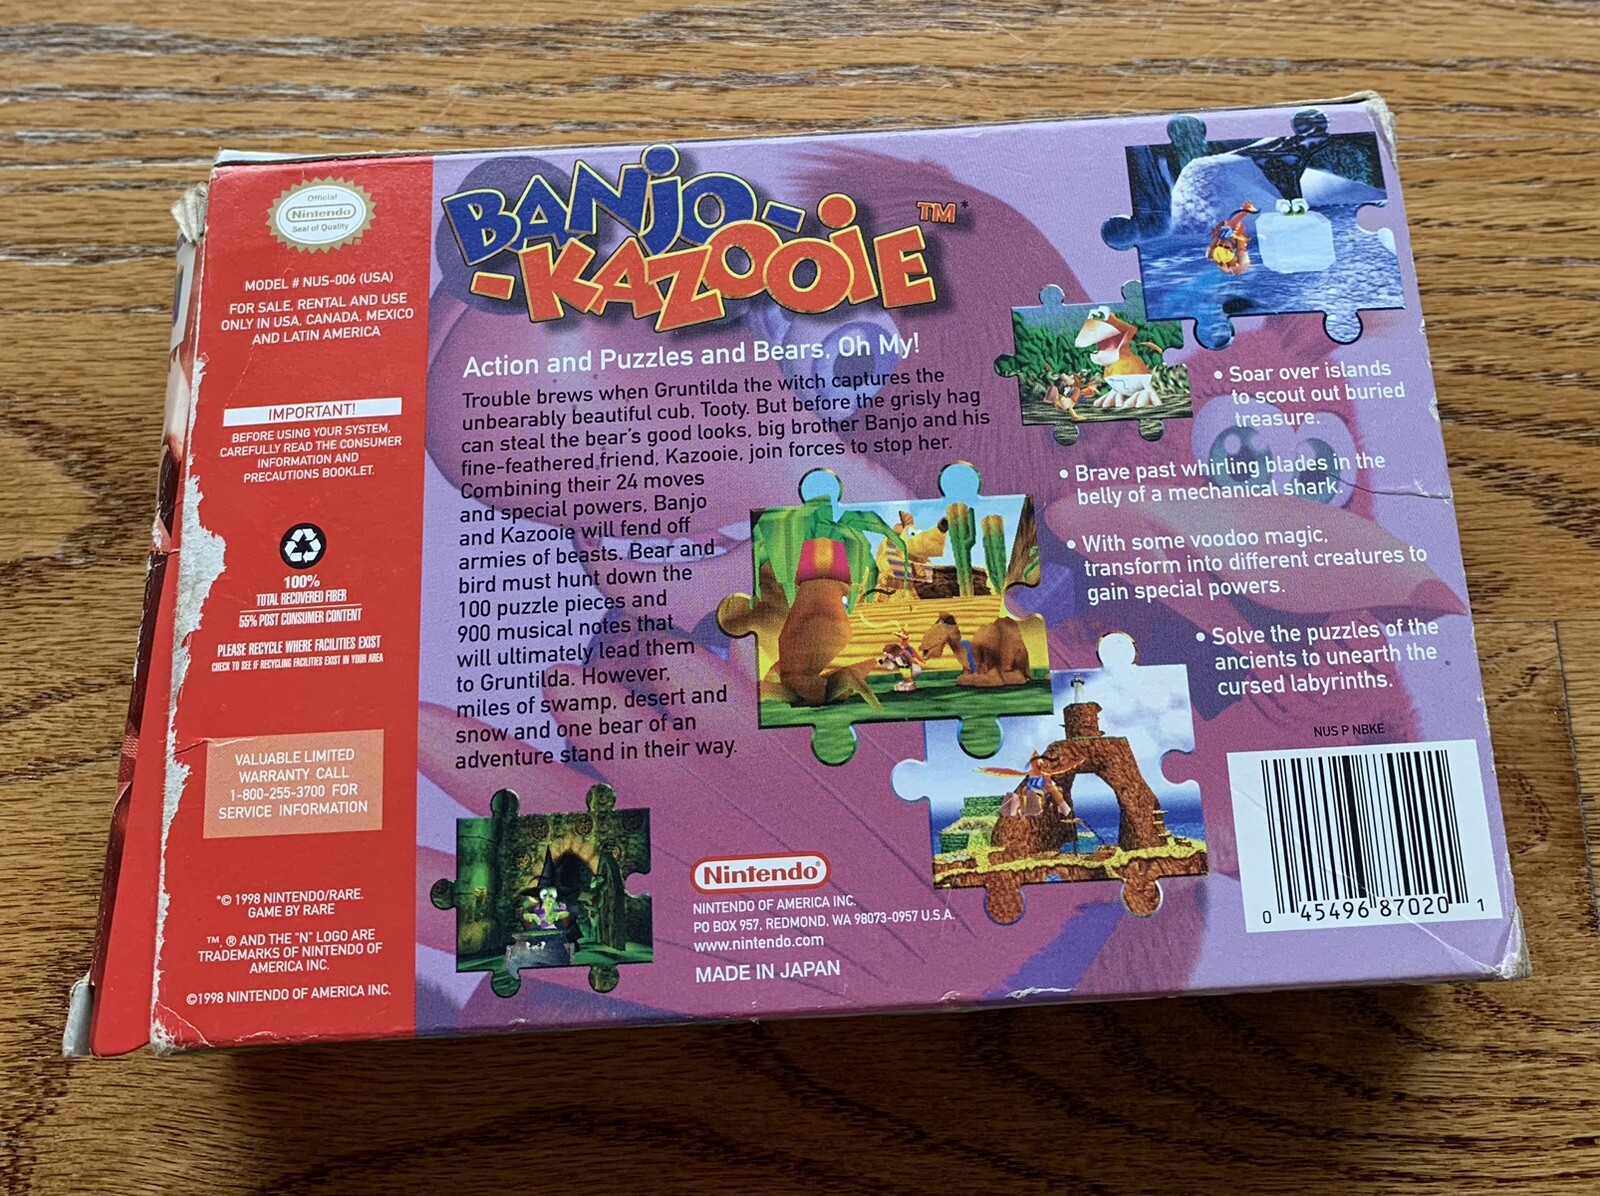 Official
Nintendo
Seal of Quality
MODEL # NUS-006 (USA)
FOR SALE, RENTAL AND USE
ONLY IN USA, CANADA, MEXICO
AND LATIN AMERICA
IMPORTANT!
BEFORE USING YOUR SYSTEM,
CAREFULLY READ THE CONSUMER
INFORMATION AND
PRECAUTIONS BOOKLET.
100%
TOTAL RECOVERED FIBER
55% POST CONSUMER CONTENT
PLEASE RECYCLE WHERE FACILITIES EXIST
CHECK TO SEE IF RECYCLING FACILITIES EXIST IN YOUR AREA
VALUABLE LIMITED
WARRANTY CALL
1-800-255-3700 FOR
SERVICE INFORMATION
*© 1998 NINTENDO/RARE.
GAME BY RARE
™, ® AND THE "N" LOGO ARE
TRADEMARKS OF NINTENDO OF
AMERICA INC.
©1998 NINTENDO OF AMERICA INC.
BANJO-
-KAZOOIE™*
Action and Puzzles and Bears, Oh My!
Trouble brews when Gruntilda the witch captures the
unbearably beautiful cub, Tooty. But before the grisly hag
can steal the bear's good looks, big brother Banjo and his
fine-feathered friend, Kazooie, join forces to stop her.
Combining their 24 moves
and special powers, Banjo
and Kazooie will fend off
armies of beasts. Bear and
bird must hunt down the
100 puzzle pieces and
900 musical notes that
will ultimately lead them
to Gruntilda. However,
miles of swamp, desert and
snow and one bear of an
adventure stand in their way.
• Soar over islands
to scout out buried
treasure.
• Brave past whirling blades in the
belly of a mechanical shark.
• With some voodoo magic,
transform into different creatures to
gain special powers.
• Solve the puzzles of the
ancients to unearth the
cursed labyrinths.
Nintendo®
NINTENDO OF AMERICA INC.
PO BOX 957, REDMOND, WA 98073-0957 U.S.A.
www.nintendo.com
MADE IN JAPAN
NUS P NBKE
0 45496 87020 1